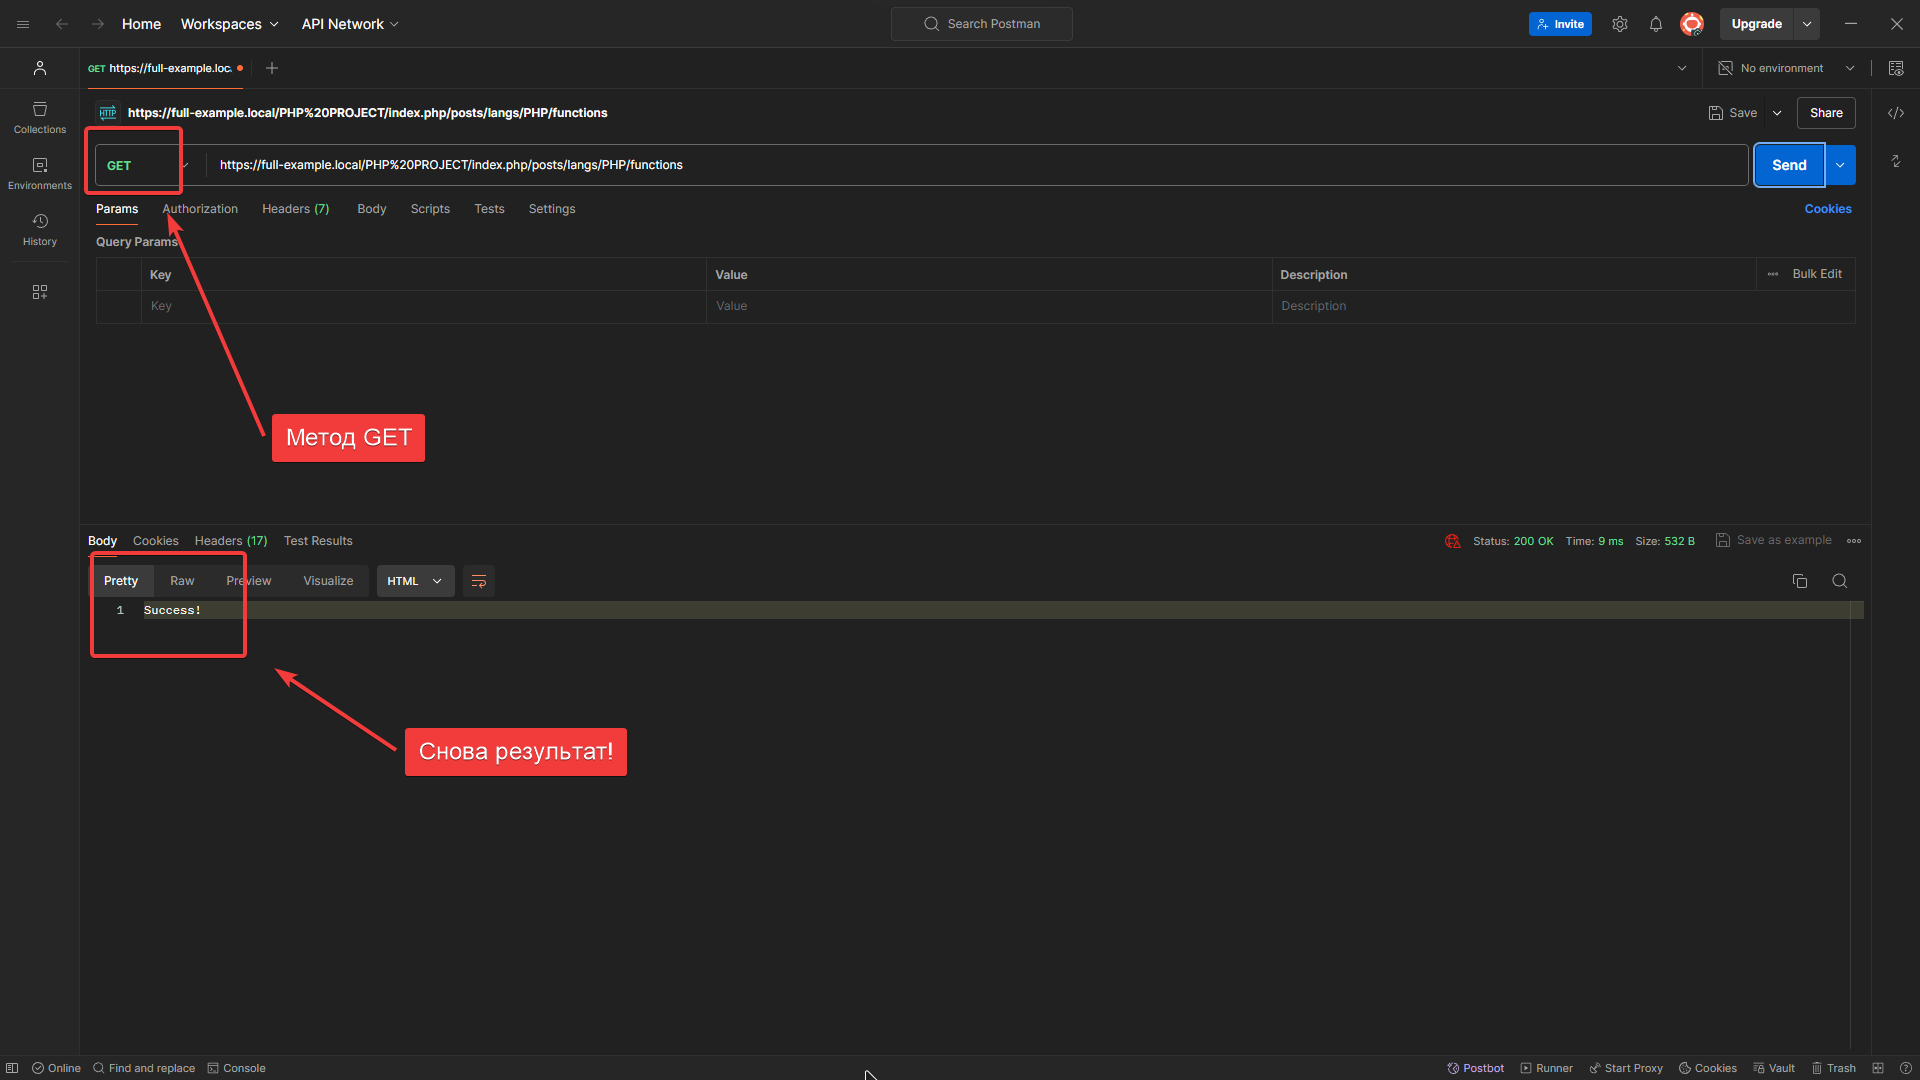 Home Workspaces API Network Search Postman Invite Upgrade
GET https://full-example.loc. No environment
HTTP https://full-example.local/PHP%20PROJECT/index.php/posts/langs/PHP/functions Save Share
Collections
GET https://full-example.local/PHP%20PROJECT/index.php/posts/langs/PHP/functions Send
Environments
Params Authorization Headers (7) Body Scripts Tests Settings Cookies
History
Query Params
Key Value Description Bulk Edit
Key Value Description
Метод GET
Body Cookies Headers (17) Test Results Status: 200 OK Time: 9 ms Size: 532 B Save as example
Pretty Raw Preview Visualize HTML
1 Success!
Снова результат!
Online Find and replace Console Postbot Runner Start Proxy Cookies Vault Trash